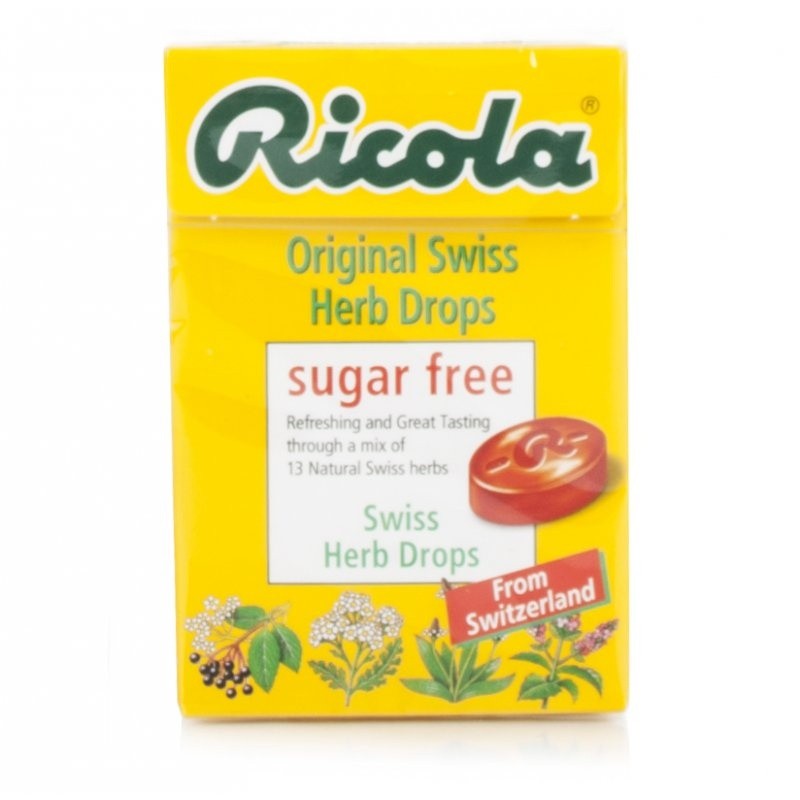 Ricola®
Original Swiss
Herb Drops
sugar free
Refreshing and Great Tasting
through a mix of
13 Natural Swiss herbs
Swiss
Herb Drops
From
Switzerland